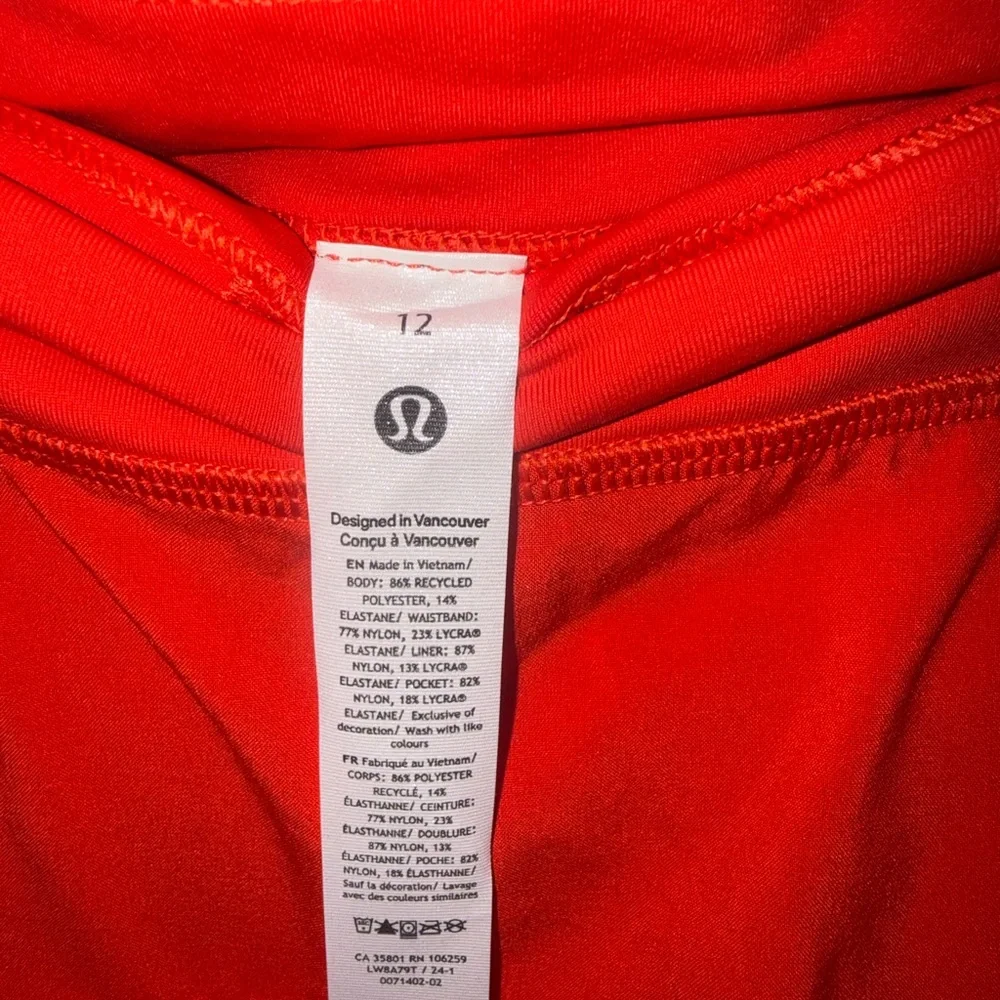 12
Designed in Vancouver
Conçu à Vancouver
EN Made in Vietnam/
BODY: 86% RECYCLED
POLYESTER, 14%
ELASTANE/ WAISTBAND:
77% NYLON, 23% LYCRA®
ELASTANE/ LINER: 87%
NYLON, 13% LYCRA®
ELASTANE/ POCKET: 82%
NYLON, 18% LYCRA®
ELASTANE/ Exclusive of
decoration/ Wash with like
colours
FR Fabriqué au Vietnam/
CORPS: 86% POLYESTER
RECYCLÉ, 14%
ÉLASTHANNE/ CEINTURE:
77% NYLON, 23%
ÉLASTHANNE/ DOUBLURE:
87% NYLON, 13%
ÉLASTHANNE/ POCHE: 82%
NYLON, 18% ÉLASTHANNE/
Sauf la décoration/ Lavage
avec des couleurs similaires
CA 35801 RN 106259
LW8A79T / 24-1
0071402-02